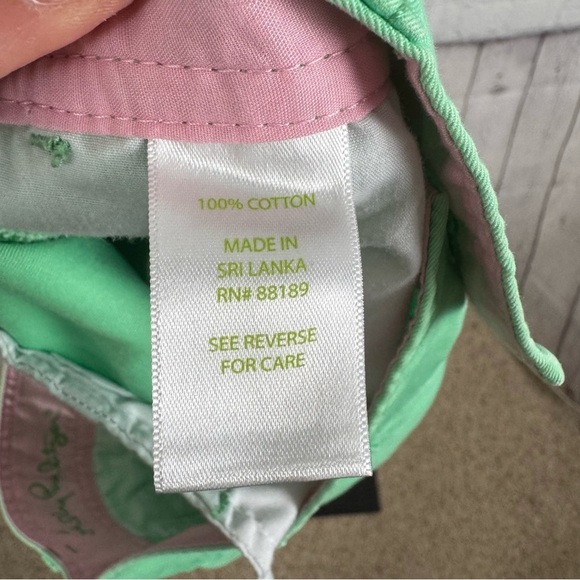 100% COTTON
MADE IN
SRI LANKA
RN# 88189
SEE REVERSE
FOR CARE